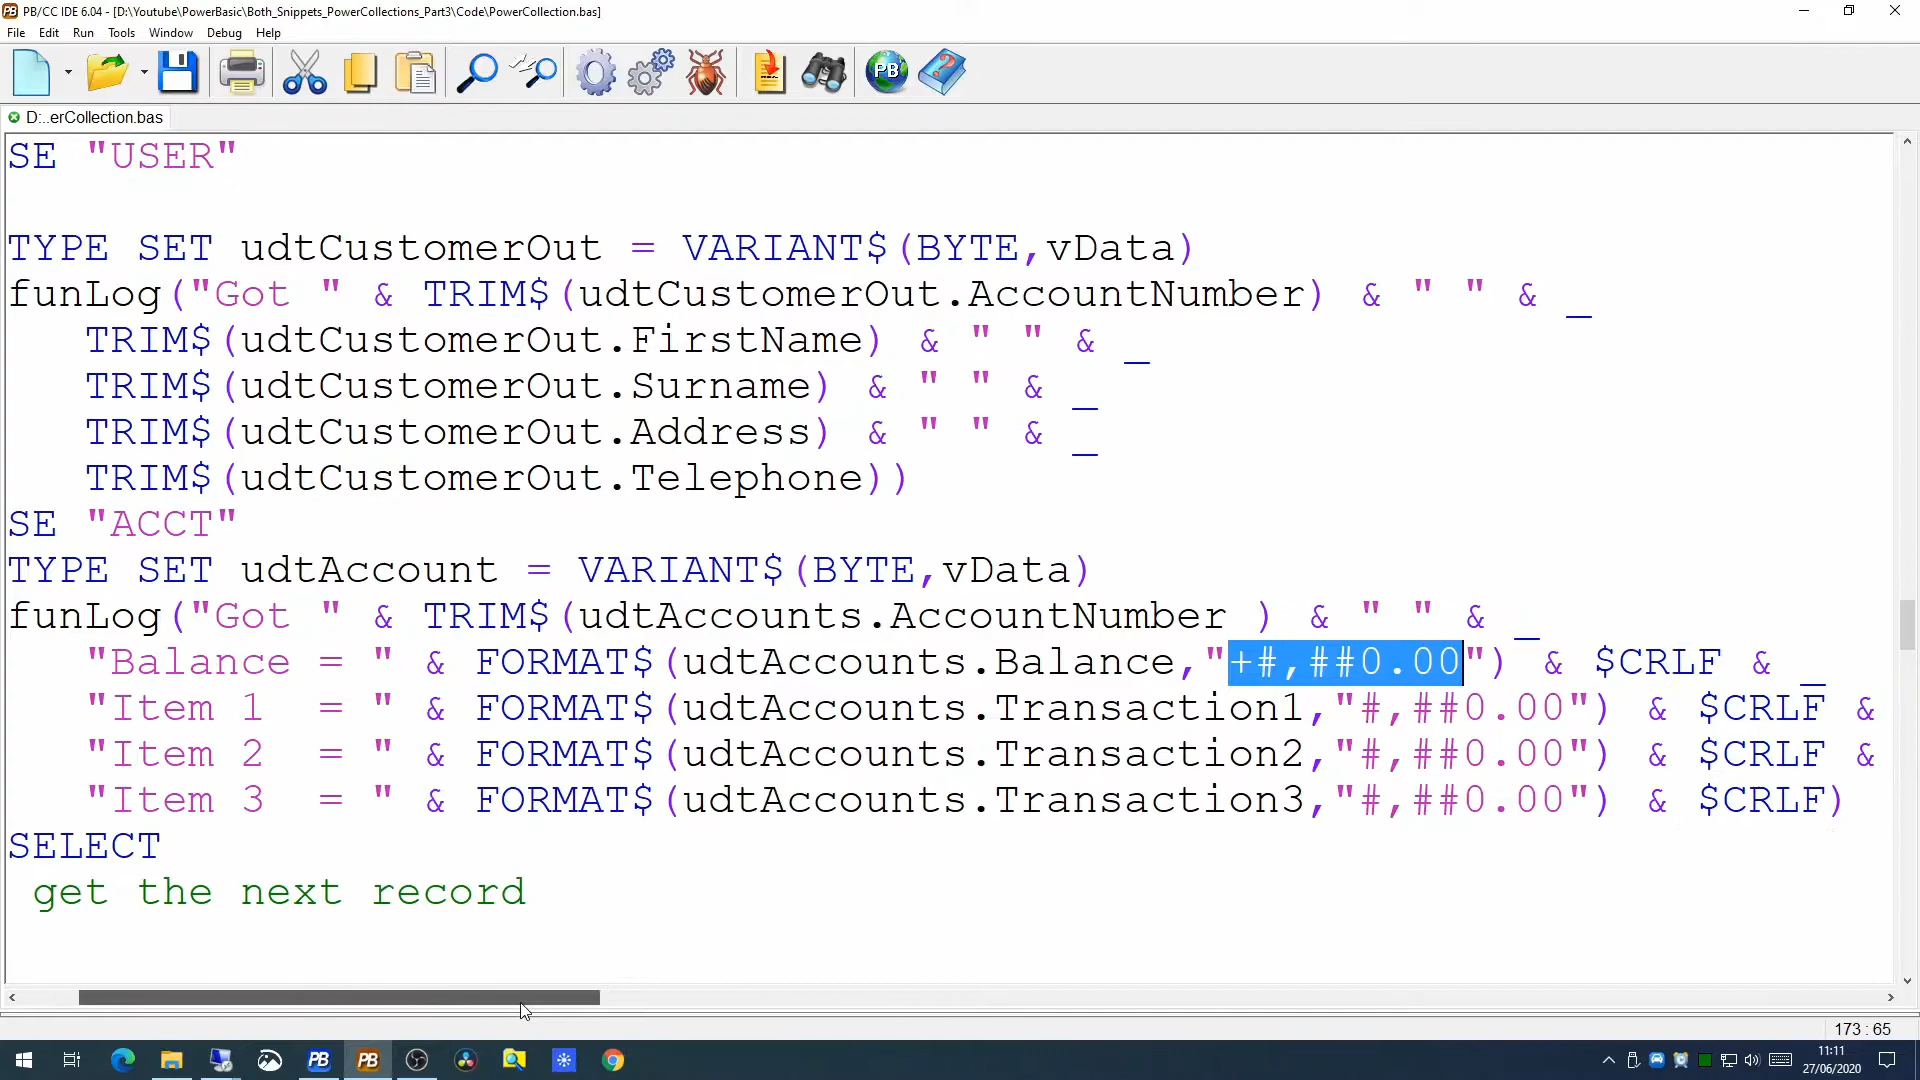 PB/CC IDE 6.04 - [D:\Youtube\PowerBasic\Both_Snippets_PowerCollections_Part3\Code\PowerCollection.bas]
File Edit Run Tools Window Debug Help
PB
D:..erCollection.bas
SE "USER"
TYPE SET udtCustomerOut = VARIANT$(BYTE,vData)
funLog("Got " & TRIM$(udtCustomerOut.AccountNumber) & " " & _
TRIM$(udtCustomerOut.FirstName) & " " & _
TRIM$(udtCustomerOut.Surname) & " " & _
TRIM$(udtCustomerOut.Address) & " " & _
TRIM$(udtCustomerOut.Telephone))
SE "ACCT"
TYPE SET udtAccount = VARIANT$(BYTE,vData)
funLog("Got " & TRIM$(udtAccounts.AccountNumber ) & " " & _
"Balance = " & FORMAT$(udtAccounts.Balance,"+#,##0.00") & $CRLF & _
"Item 1  = " & FORMAT$(udtAccounts.Transaction1,"#,##0.00") & $CRLF &
"Item 2  = " & FORMAT$(udtAccounts.Transaction2,"#,##0.00") & $CRLF &
"Item 3  = " & FORMAT$(udtAccounts.Transaction3,"#,##0.00") & $CRLF)
SELECT
get the next record
173 : 65
PB PB
11:11
27/06/2020